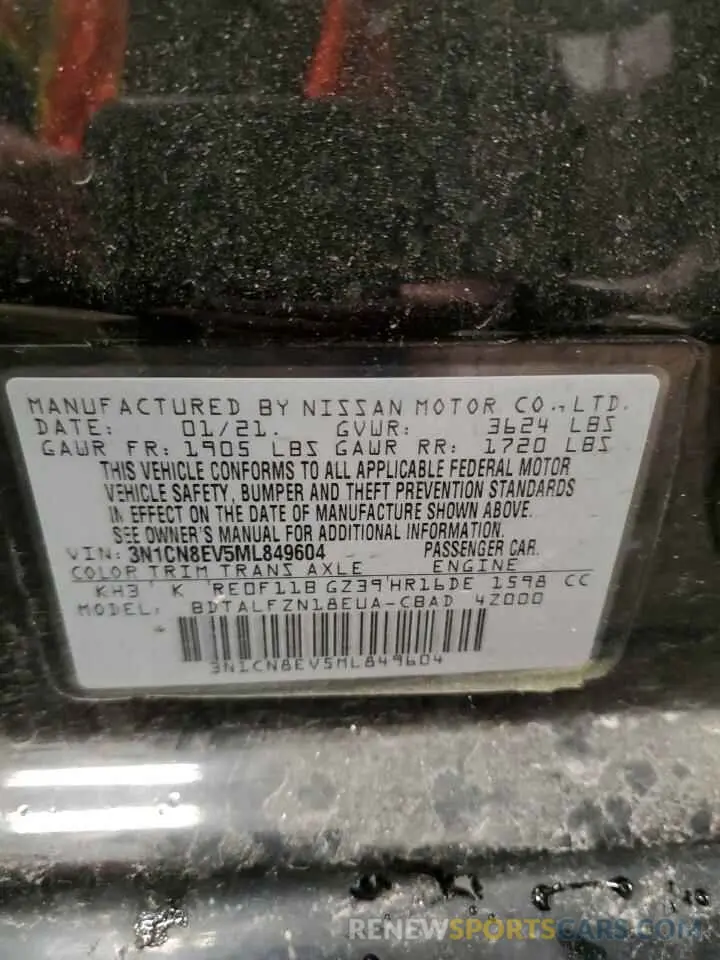 MANUFACTURED BY NISSAN MOTOR CO., LTD.
DATE: 01/21. GVWR: 3624 LBS
GAWR FR: 1905 LBS GAWR RR: 1720 LBS
THIS VEHICLE CONFORMS TO ALL APPLICABLE FEDERAL MOTOR
VEHICLE SAFETY, BUMPER AND THEFT PREVENTION STANDARDS
IN EFFECT ON THE DATE OF MANUFACTURE SHOWN ABOVE.
SEE OWNER'S MANUAL FOR ADDITIONAL INFORMATION.
VIN: 3N1CN8EV5ML849604 PASSENGER CAR.
COLOR TRIM TRANS AXLE ENGINE
KH3 K RE0F11B GZ39 HR16DE 1598 CC
MODEL: BDTALFZN18EUA-CBAD 4Z000
3N1CN8EV5ML849604
RENEWSPORTSCARS.COM